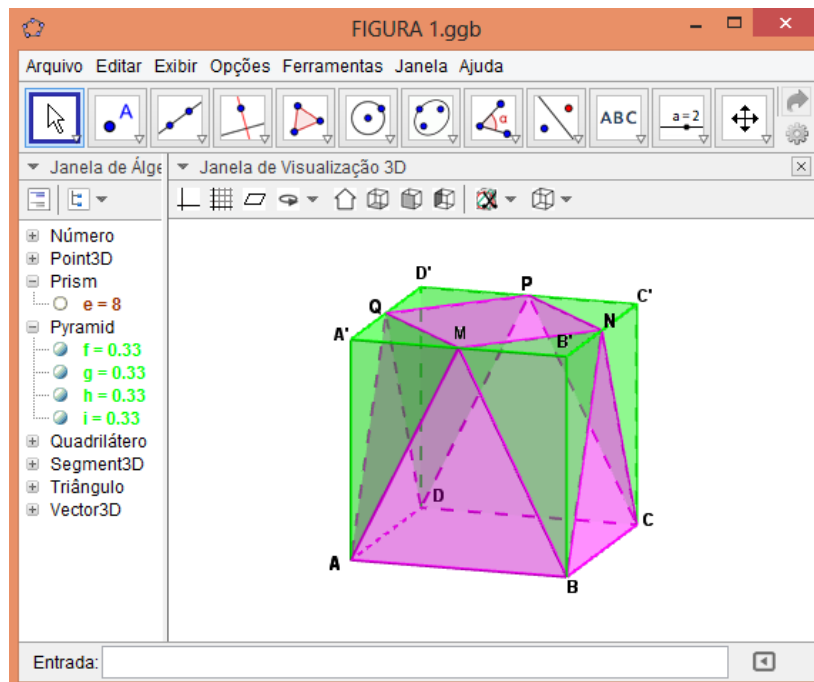 FIGURA 1.ggb
Arquivo Editar Exibir Opções Ferramentas Janela Ajuda
A α ABC a=2
Janela de Álge Janela de Visualização 3D
Número
Point3D
Prism
e = 8
Pyramid
f = 0.33
g = 0.33
h = 0.33
i = 0.33
Quadrilátero
Segment3D
Triângulo
Vector3D
D'
P
C'
Q
N
A'
M
B'
D
C
A
B
Entrada: